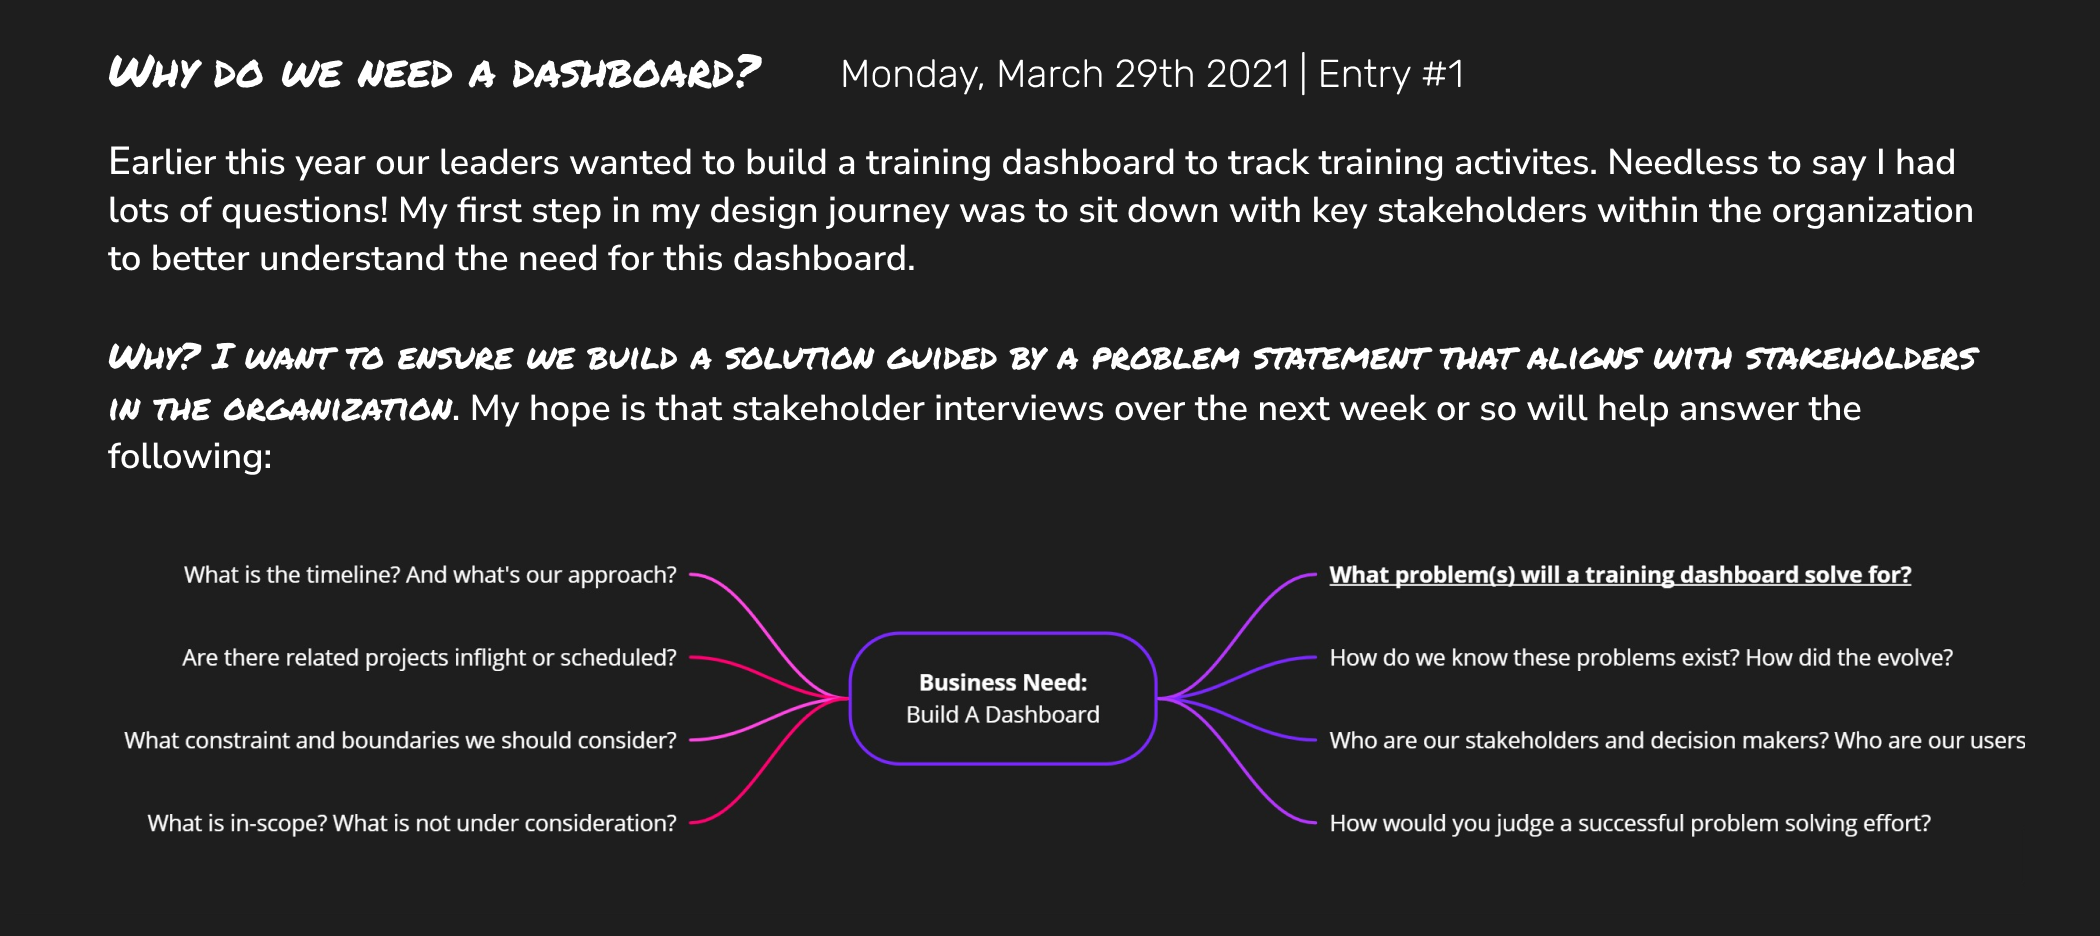 Why do we need a dashboard?
Monday, March 29th 2021 | Entry #1
Earlier this year our leaders wanted to build a training dashboard to track training activites. Needless to say I had
lots of questions! My first step in my design journey was to sit down with key stakeholders within the organization
to better understand the need for this dashboard.
Why? I want to ensure we build a solution guided by a problem statement that aligns with stakeholders
in the organization. My hope is that stakeholder interviews over the next week or so will help answer the
following:
What is the timeline? And what's our approach?
Are there related projects inflight or scheduled?
What constraint and boundaries we should consider?
What is in-scope? What is not under consideration?
Business Need:
Build A Dashboard
What problem(s) will a training dashboard solve for?
How do we know these problems exist? How did the evolve?
Who are our stakeholders and decision makers? Who are our users
How would you judge a successful problem solving effort?